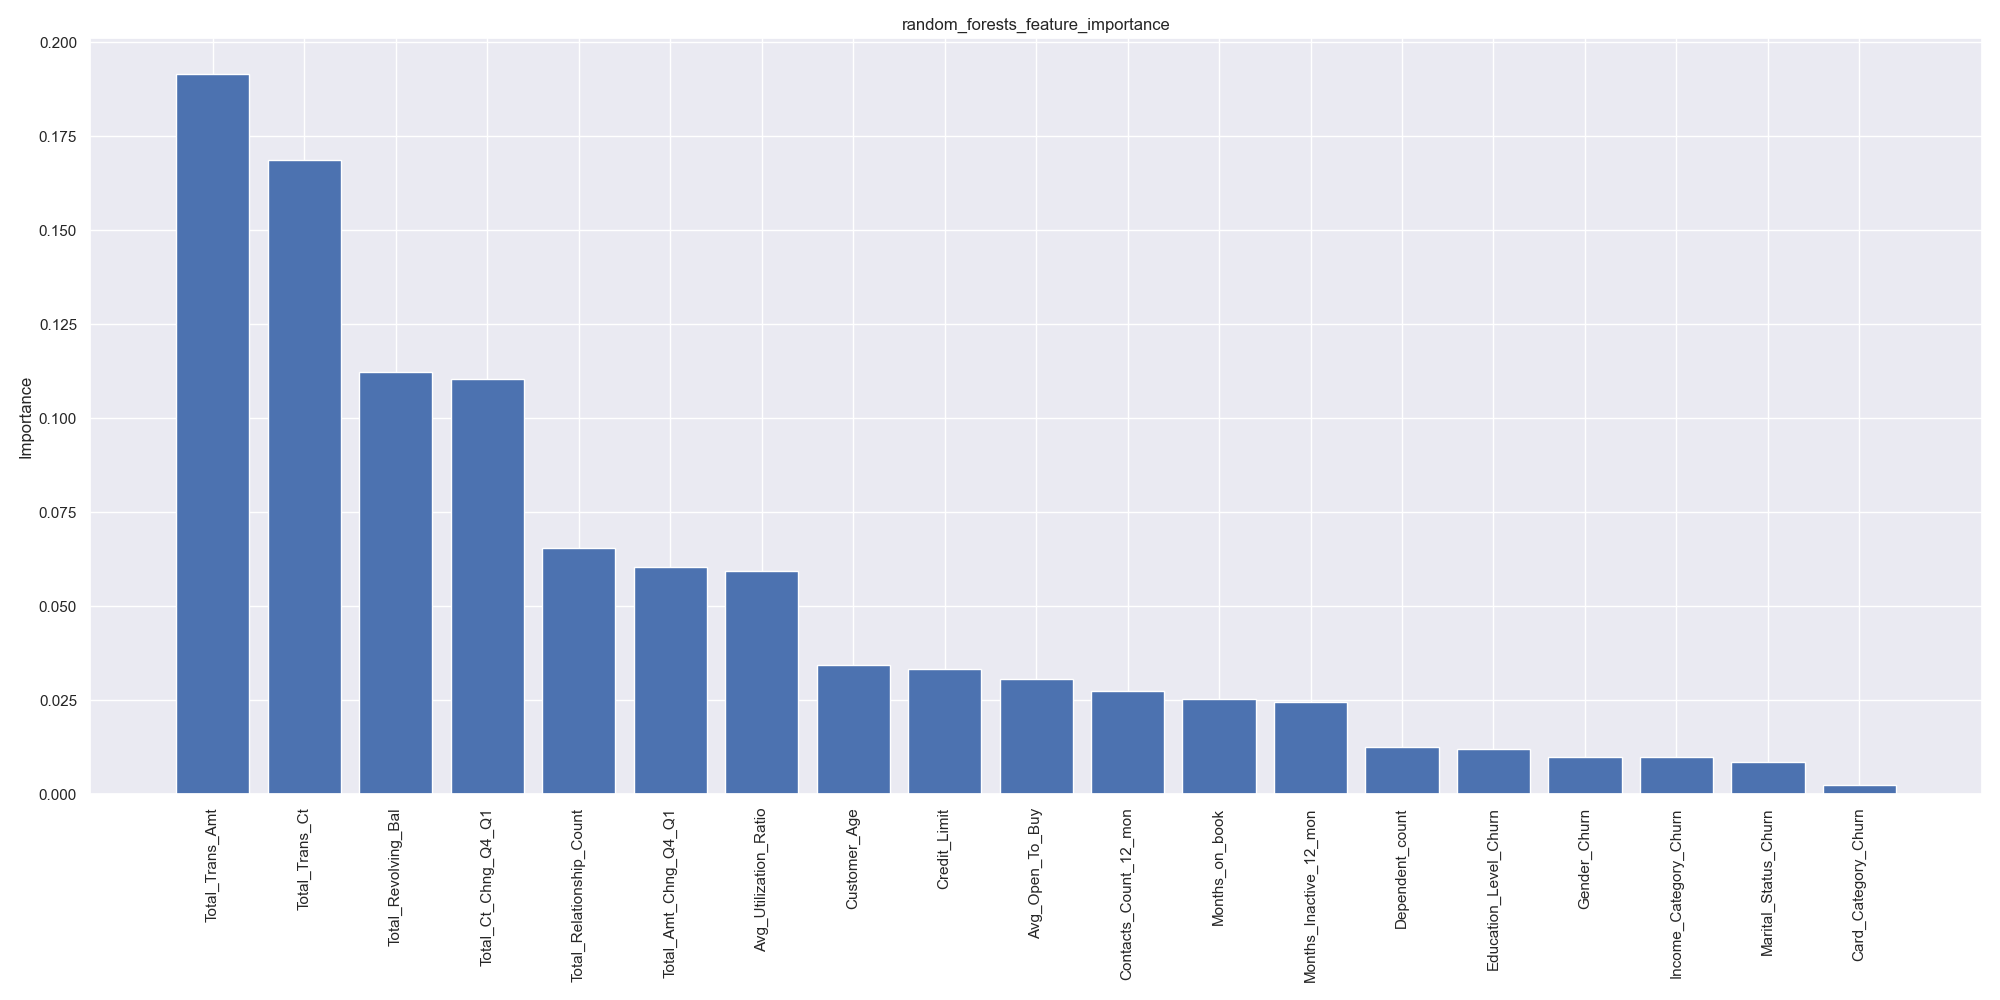 random_forests_feature_importance
Importance
0.200
0.175
0.150
0.125
0.100
0.075
0.050
0.025
0.000
Total_Trans_Amt
Total_Trans_Ct
Total_Revolving_Bal
Total_Ct_Chng_Q4_Q1
Total_Relationship_Count
Total_Amt_Chng_Q4_Q1
Avg_Utilization_Ratio
Customer_Age
Credit_Limit
Avg_Open_To_Buy
Contacts_Count_12_mon
Months_on_book
Months_Inactive_12_mon
Dependent_count
Education_Level_Churn
Gender_Churn
Income_Category_Churn
Marital_Status_Churn
Card_Category_Churn